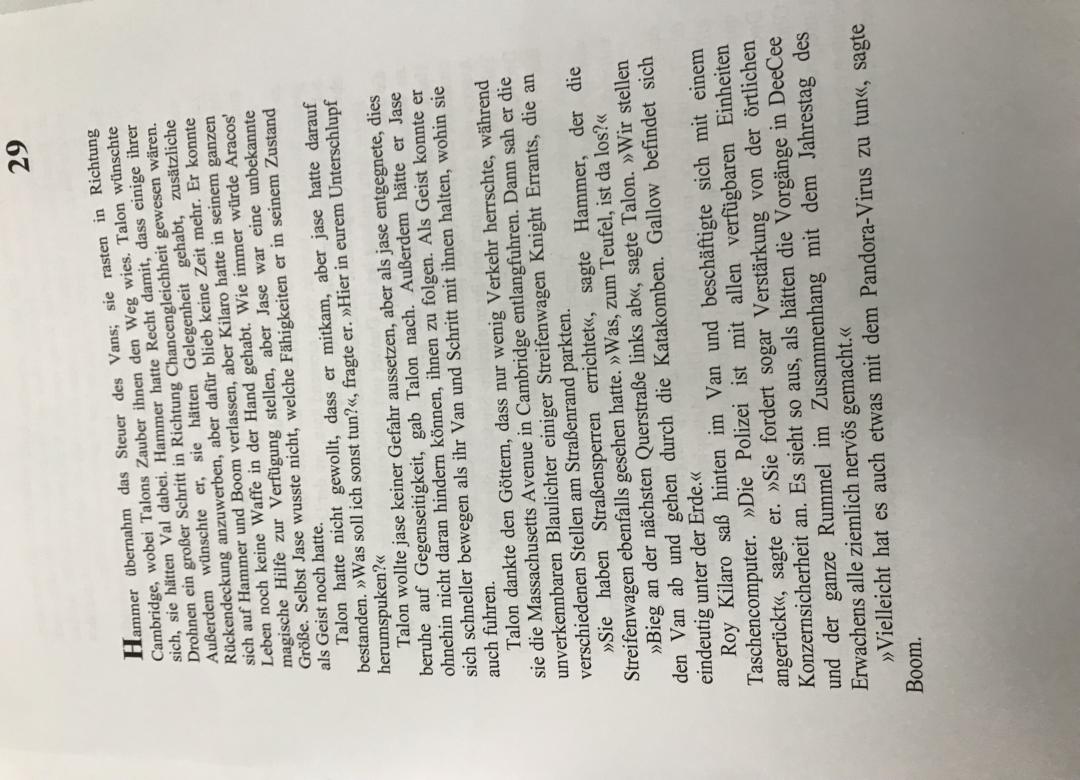 29
Hammer übernahm das Steuer des Vans; sie rasten in Richtung
Cambridge, wobei Talons Zauber ihnen den Weg wies. Talon wünschte
sich, sie hätten Val dabei. Hammer hatte Recht damit, dass einige ihrer
Drohnen ein großer Schritt in Richtung Chancengleichheit gewesen wären.
Außerdem wünschte er, sie hätten Gelegenheit gehabt, zusätzliche
Rückendeckung anzuwerben, aber dafür blieb keine Zeit mehr. Er konnte
sich auf Hammer und Boom verlassen, aber Kilaro hatte in seinem ganzen
Leben noch keine Waffe in der Hand gehabt. Wie immer würde Aracos'
magische Hilfe zur Verfügung stellen, aber Jase war eine unbekannte
Größe. Selbst Jase wusste nicht, welche Fähigkeiten er in seinem Zustand
als Geist noch hatte.
Talon hatte nicht gewollt, dass er mitkam, aber jase hatte darauf
bestanden. »Was soll ich sonst tun?«, fragte er. »Hier in eurem Unterschlupf
herumspuken?«
Talon wollte jase keiner Gefahr aussetzen, aber als jase entgegnete, dies
beruhe auf Gegenseitigkeit, gab Talon nach. Außerdem hätte er Jase
ohnehin nicht daran hindern können, ihnen zu folgen. Als Geist konnte er
sich schneller bewegen als ihr Van und Schritt mit ihnen halten, wohin sie
auch fuhren.
Talon dankte den Göttern, dass nur wenig Verkehr herrschte, während
sie die Massachusetts Avenue in Cambridge entlangfuhren. Dann sah er die
unverkennbaren Blaulichter einiger Streifenwagen Knight Errants, die an
verschiedenen Stellen am Straßenrand parkten.
»Sie haben Straßensperren errichtet«, sagte Hammer, der die
Streifenwagen ebenfalls gesehen hatte. »Was, zum Teufel, ist da los?«
»Bieg an der nächsten Querstraße links ab«, sagte Talon. »Wir stellen
den Van ab und gehen durch die Katakomben. Gallow befindet sich
eindeutig unter der Erde.«
Roy Kilaro saß hinten im Van und beschäftigte sich mit einem
Taschencomputer. »Die Polizei ist mit allen verfügbaren Einheiten
angerückt«, sagte er. »Sie fordert sogar Verstärkung von der örtlichen
Konzernsicherheit an. Es sieht so aus, als hätten die Vorgänge in DeeCee
und der ganze Rummel im Zusammenhang mit dem Jahrestag des
Erwachens alle ziemlich nervös gemacht.«
»Vielleicht hat es auch etwas mit dem Pandora-Virus zu tun«, sagte
Boom.